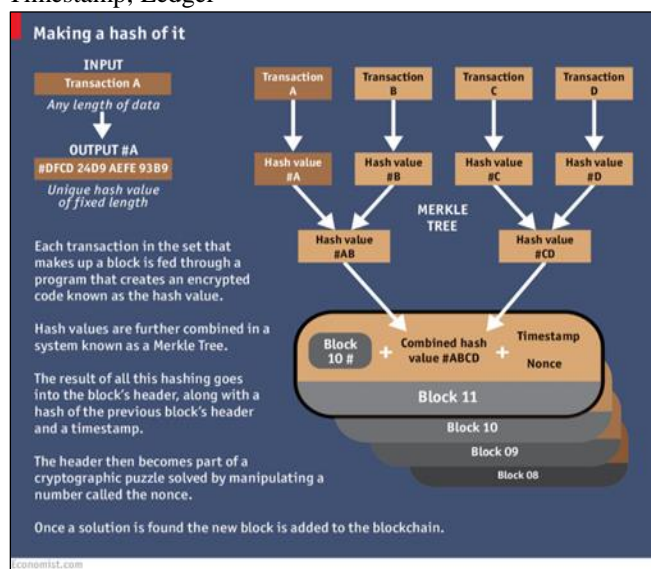 Timestamp, Ledger
Making a hash of it
INPUT
Transaction A
Any length of data
OUTPUT #A
#DFCD 24D9 AEFE 93B9
Unique hash value
of fixed length
Each transaction in the set that
makes up a block is fed through a
program that creates an encrypted
code known as the hash value.
Hash values are further combined in a
system known as a Merkle Tree.
The result of all this hashing goes
into the block's header, along with a
hash of the previous block's header
and a timestamp.
The header then becomes part of a
cryptographic puzzle solved by manipulating a
number called the nonce.
Once a solution is found the new block is added to the blockchain.
Transaction
A
Transaction
B
Transaction
C
Transaction
D
Hash value
#A
Hash value
#B
Hash value
#C
Hash value
#D
MERKLE
TREE
Hash value
#AB
Hash value
#CD
Block
10 #
+
Combined hash
value #ABCD
+
Timestamp
Nonce
Block 11
Block 10
Block 09
Block 08
Economist.com